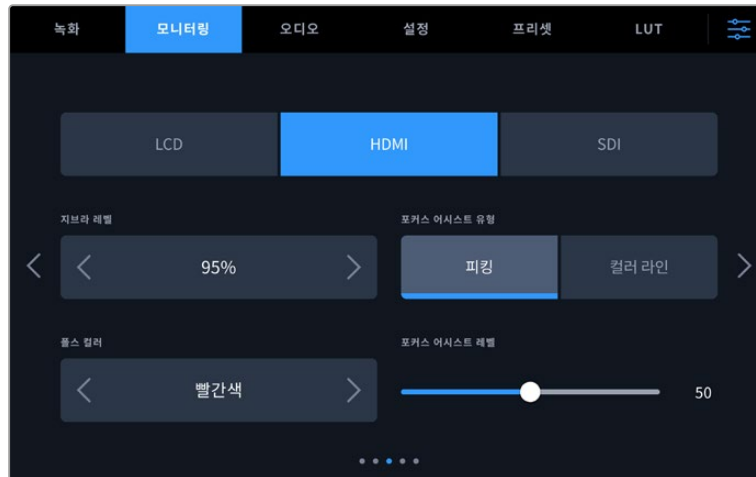 녹화 모니터링 오디오 설정 프리셋 LUT
LCD HDMI SDI
지브라 레벨 포커스 어시스트 유형
95% 피킹 컬러 라인
폴스 컬러 포커스 어시스트 레벨
빨간색 50